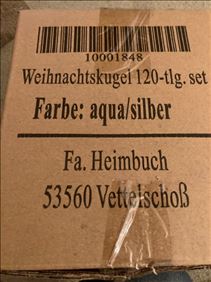 10001848
Weihnachtskugel 120-tlg. set
Farbe: aqua/silber
Fa. Heimbuch
53560 Vettelschoß